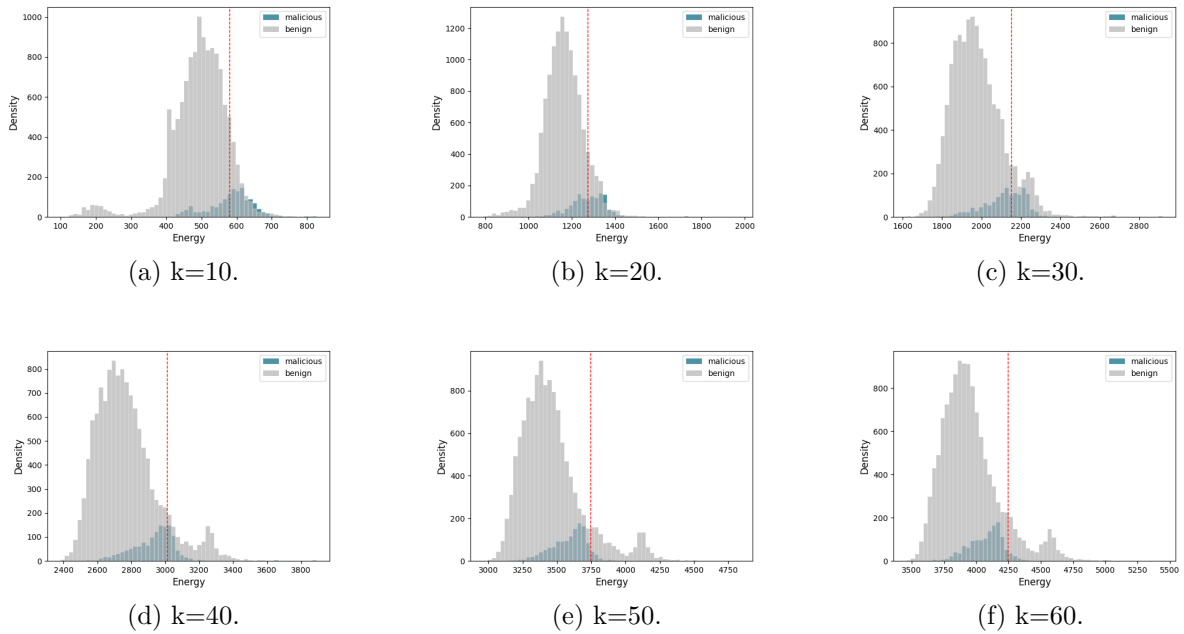 malicious
benign
Density
1000
800
600
400
200
0
100 200 300 400 500 600 700 800
Energy
(a) k=10.
malicious
benign
Density
1200
1000
800
600
400
200
0
800 1000 1200 1400 1600 1800 2000
Energy
(b) k=20.
malicious
benign
Density
800
600
400
200
0
1600 1800 2000 2200 2400 2600 2800
Energy
(c) k=30.
malicious
benign
Density
800
700
600
500
400
300
200
100
0
2400 2600 2800 3000 3200 3400 3600 3800
Energy
(d) k=40.
malicious
benign
Density
800
600
400
200
0
3000 3250 3500 3750 4000 4250 4500 4750
Energy
(e) k=50.
malicious
benign
Density
800
600
400
200
0
3500 3750 4000 4250 4500 4750 5000 5250 5500
Energy
(f) k=60.